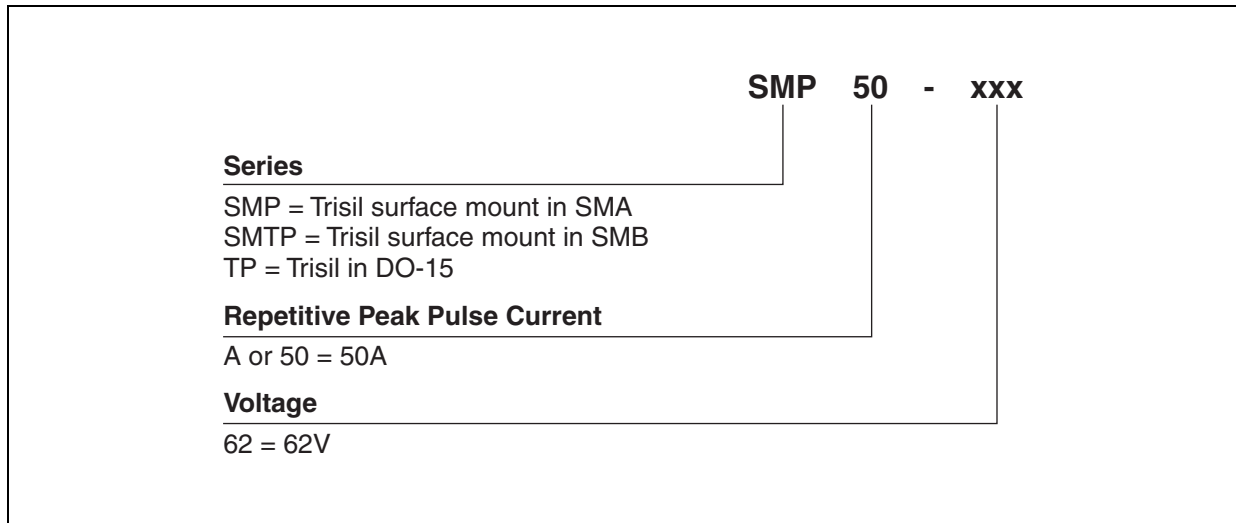 SMP 50 - xxx
Series
SMP = Trisil surface mount in SMA
SMTP = Trisil surface mount in SMB
TP = Trisil in DO-15
Repetitive Peak Pulse Current
A or 50 = 50A
Voltage
62 = 62V